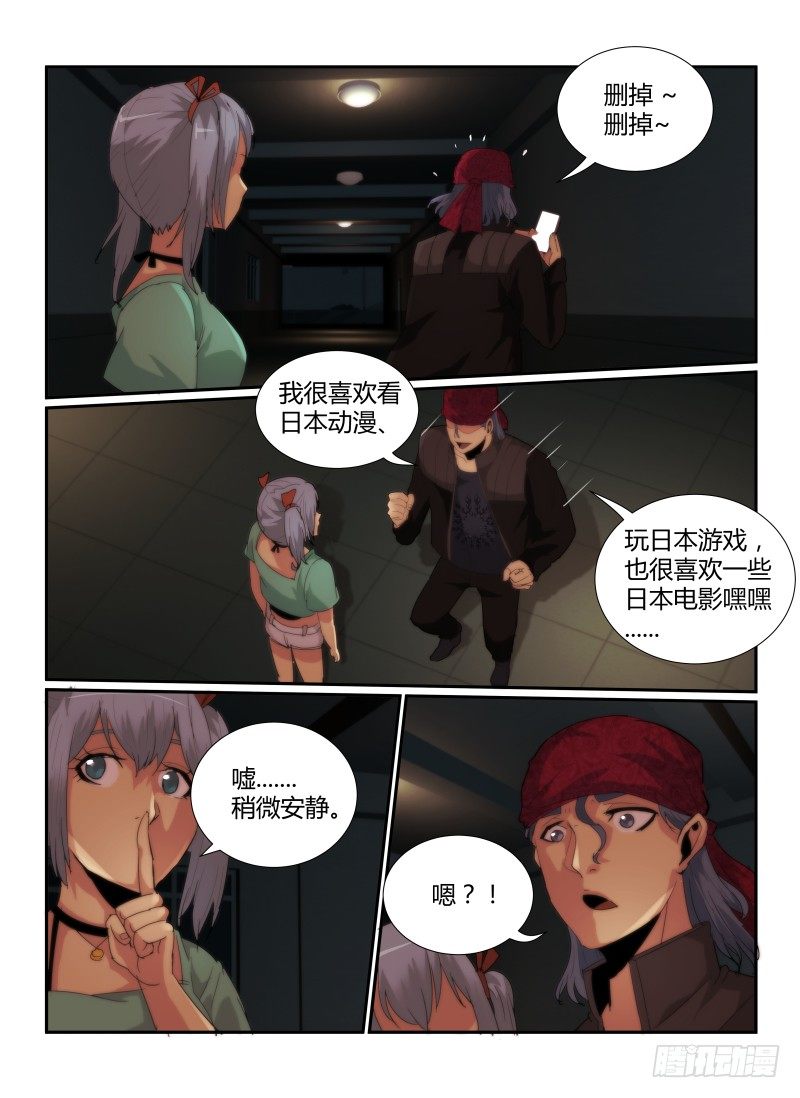 删掉~
删掉~
我很喜欢看
日本动漫、
玩日本游戏，
也很喜欢一些
日本电影嘿嘿
......
嘘.......
稍微安静。
嗯？！
腾讯动漫